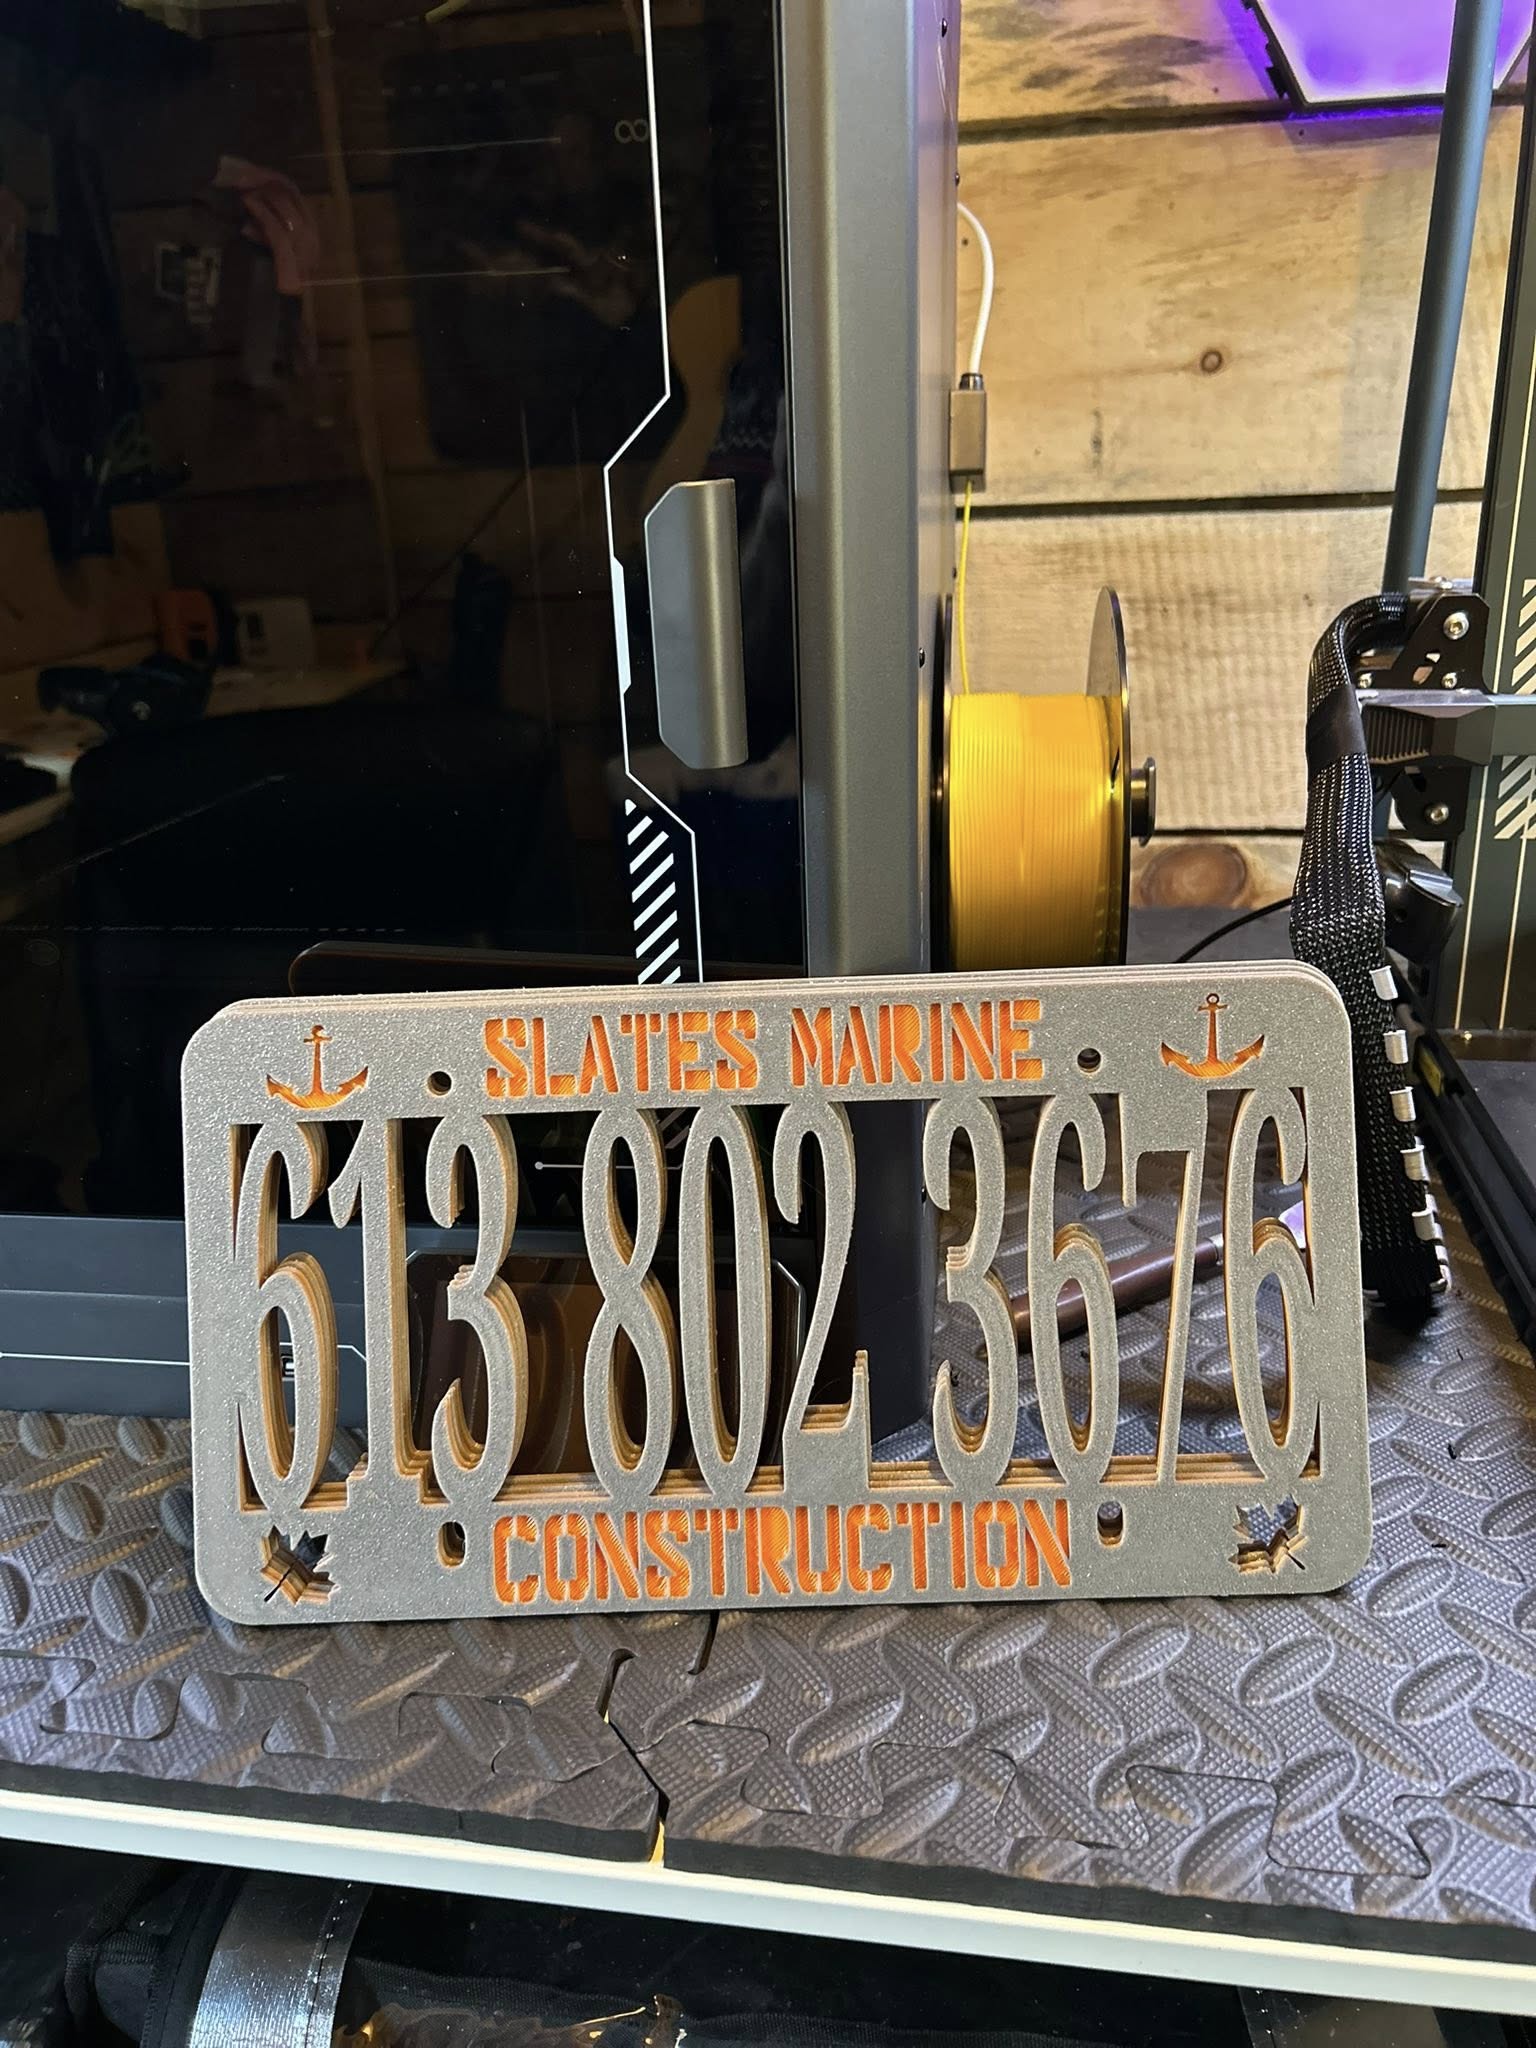 SLATES MARINE
613 802 3676
CONSTRUCTION